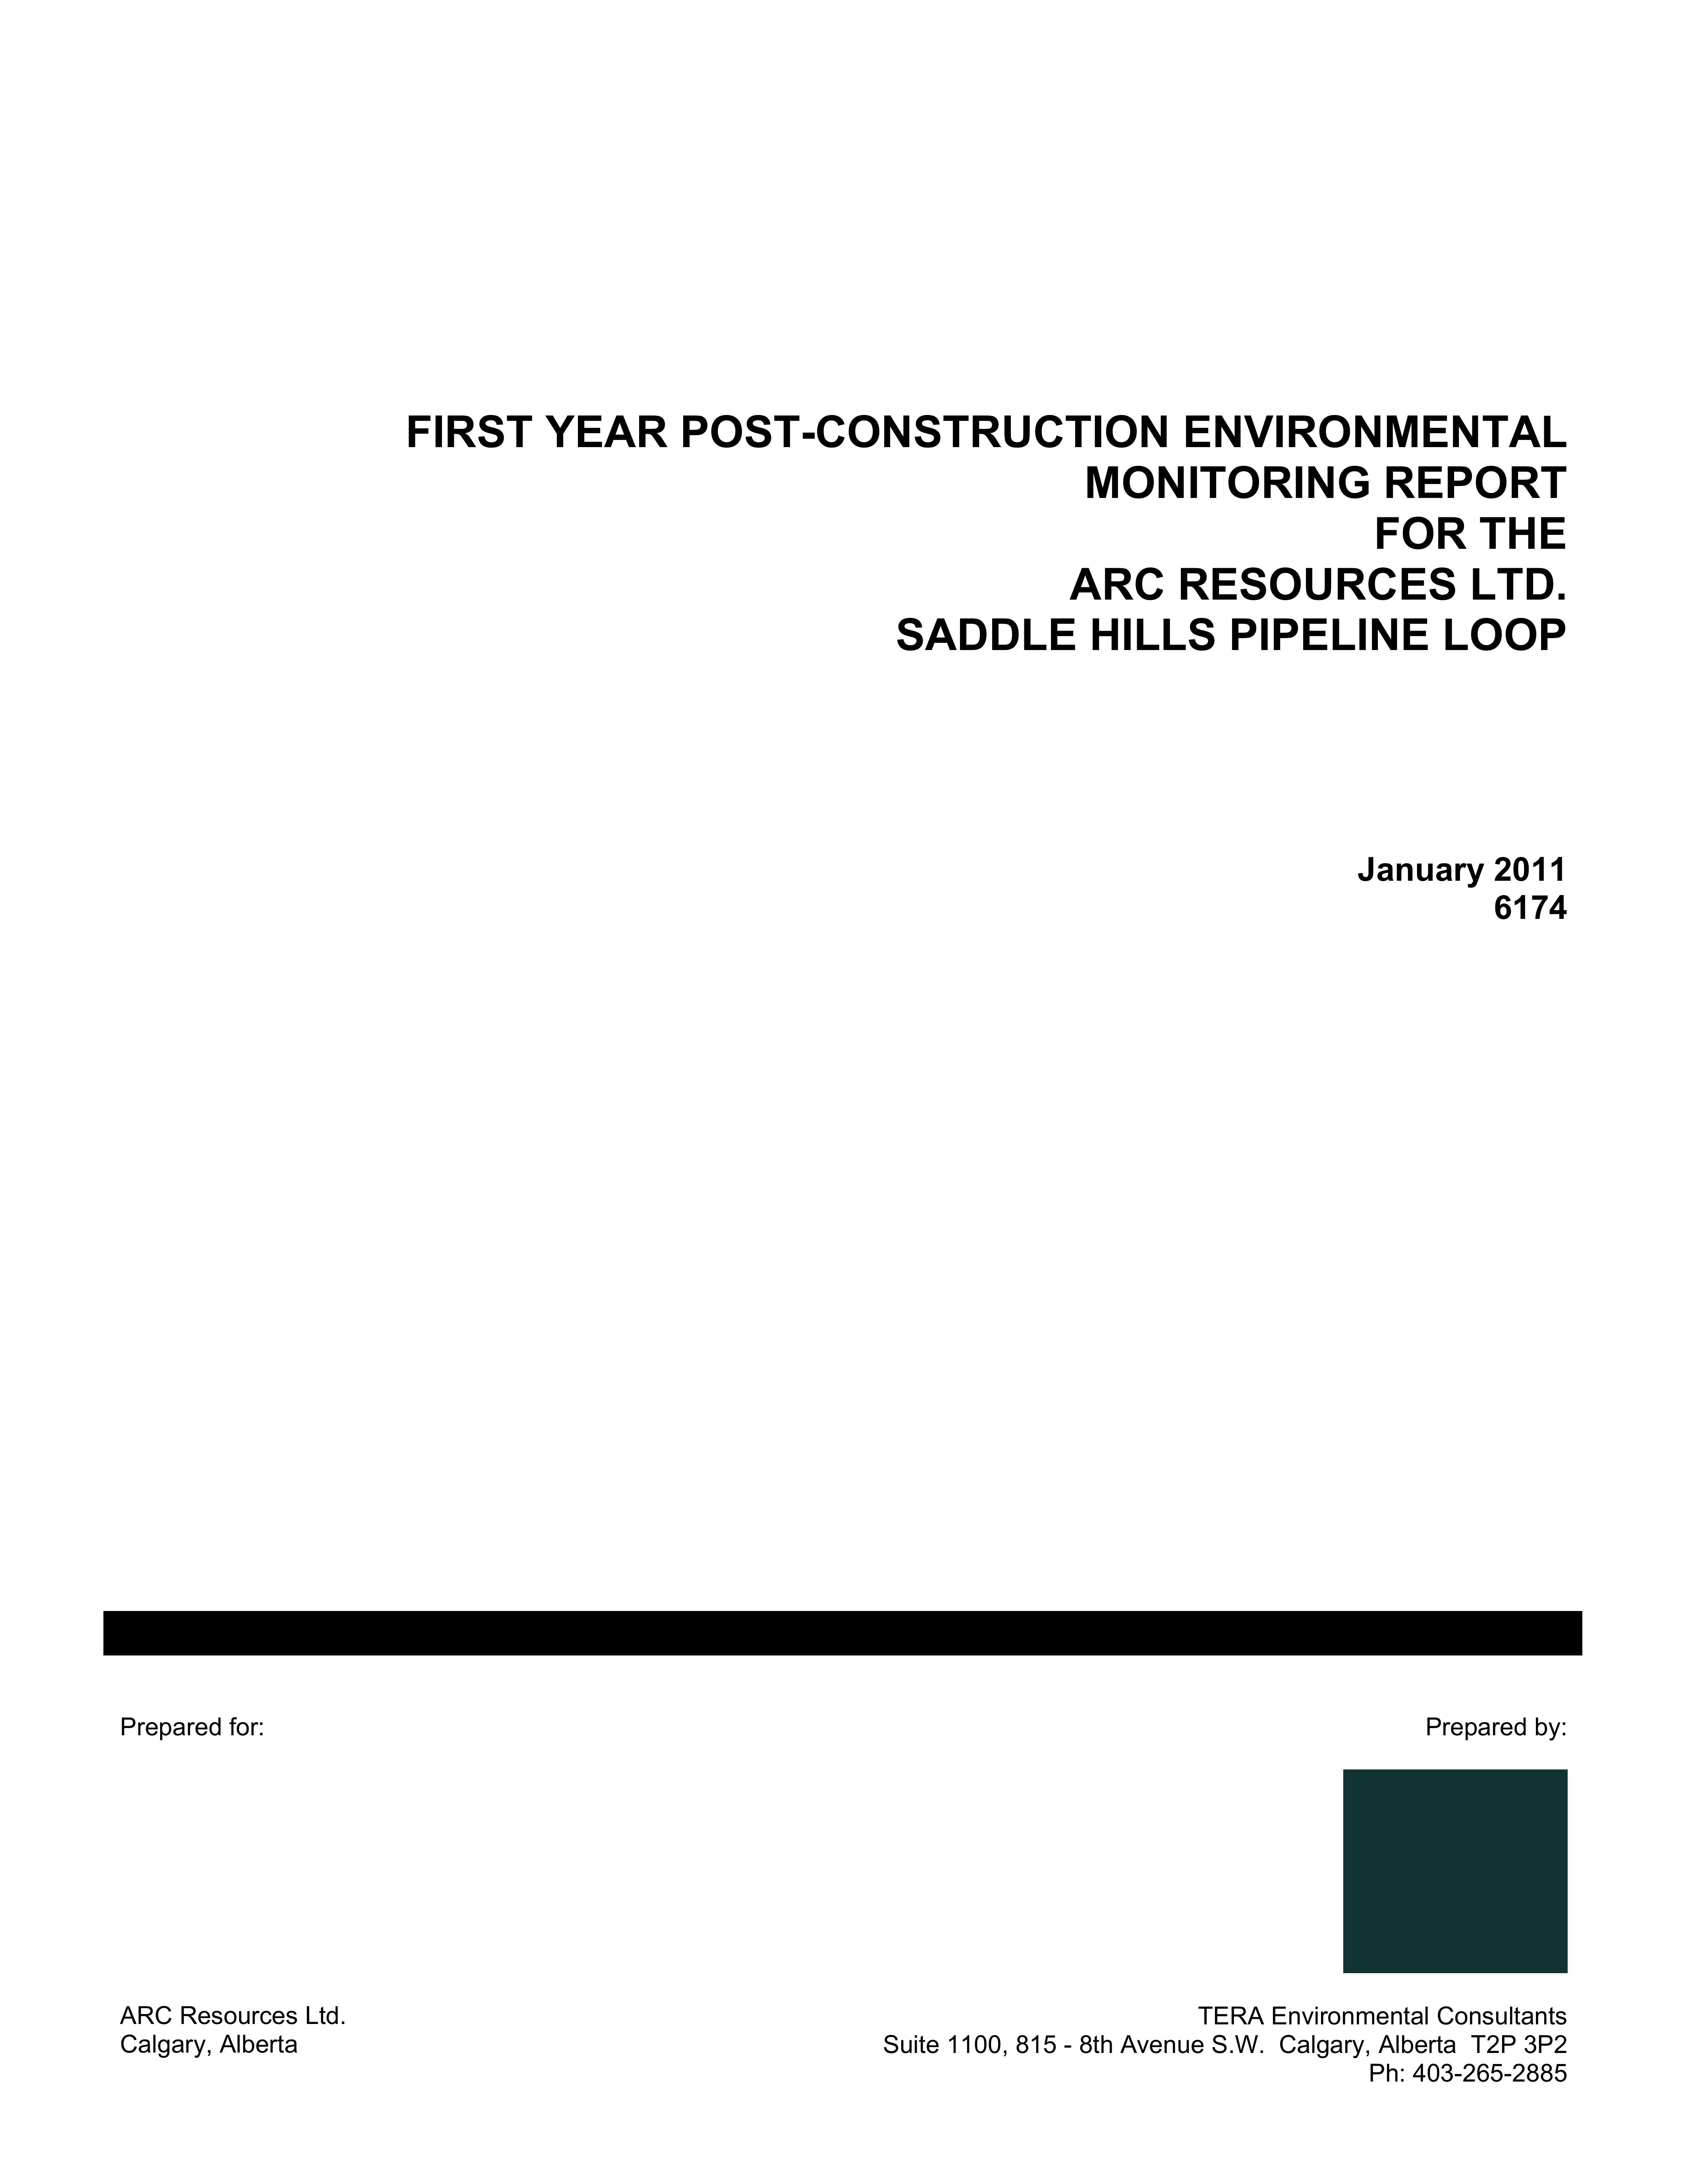 FIRST YEAR POST-CONSTRUCTION ENVIRONMENTAL
MONITORING REPORT
FOR THE
ARC RESOURCES LTD.
SADDLE HILLS PIPELINE LOOP
January 2011
6174
Prepared for:
Prepared by:
ARC Resources Ltd.
Calgary, Alberta
TERA Environmental Consultants
Suite 1100, 815 - 8th Avenue S.W.  Calgary, Alberta  T2P 3P2
Ph: 403-265-2885